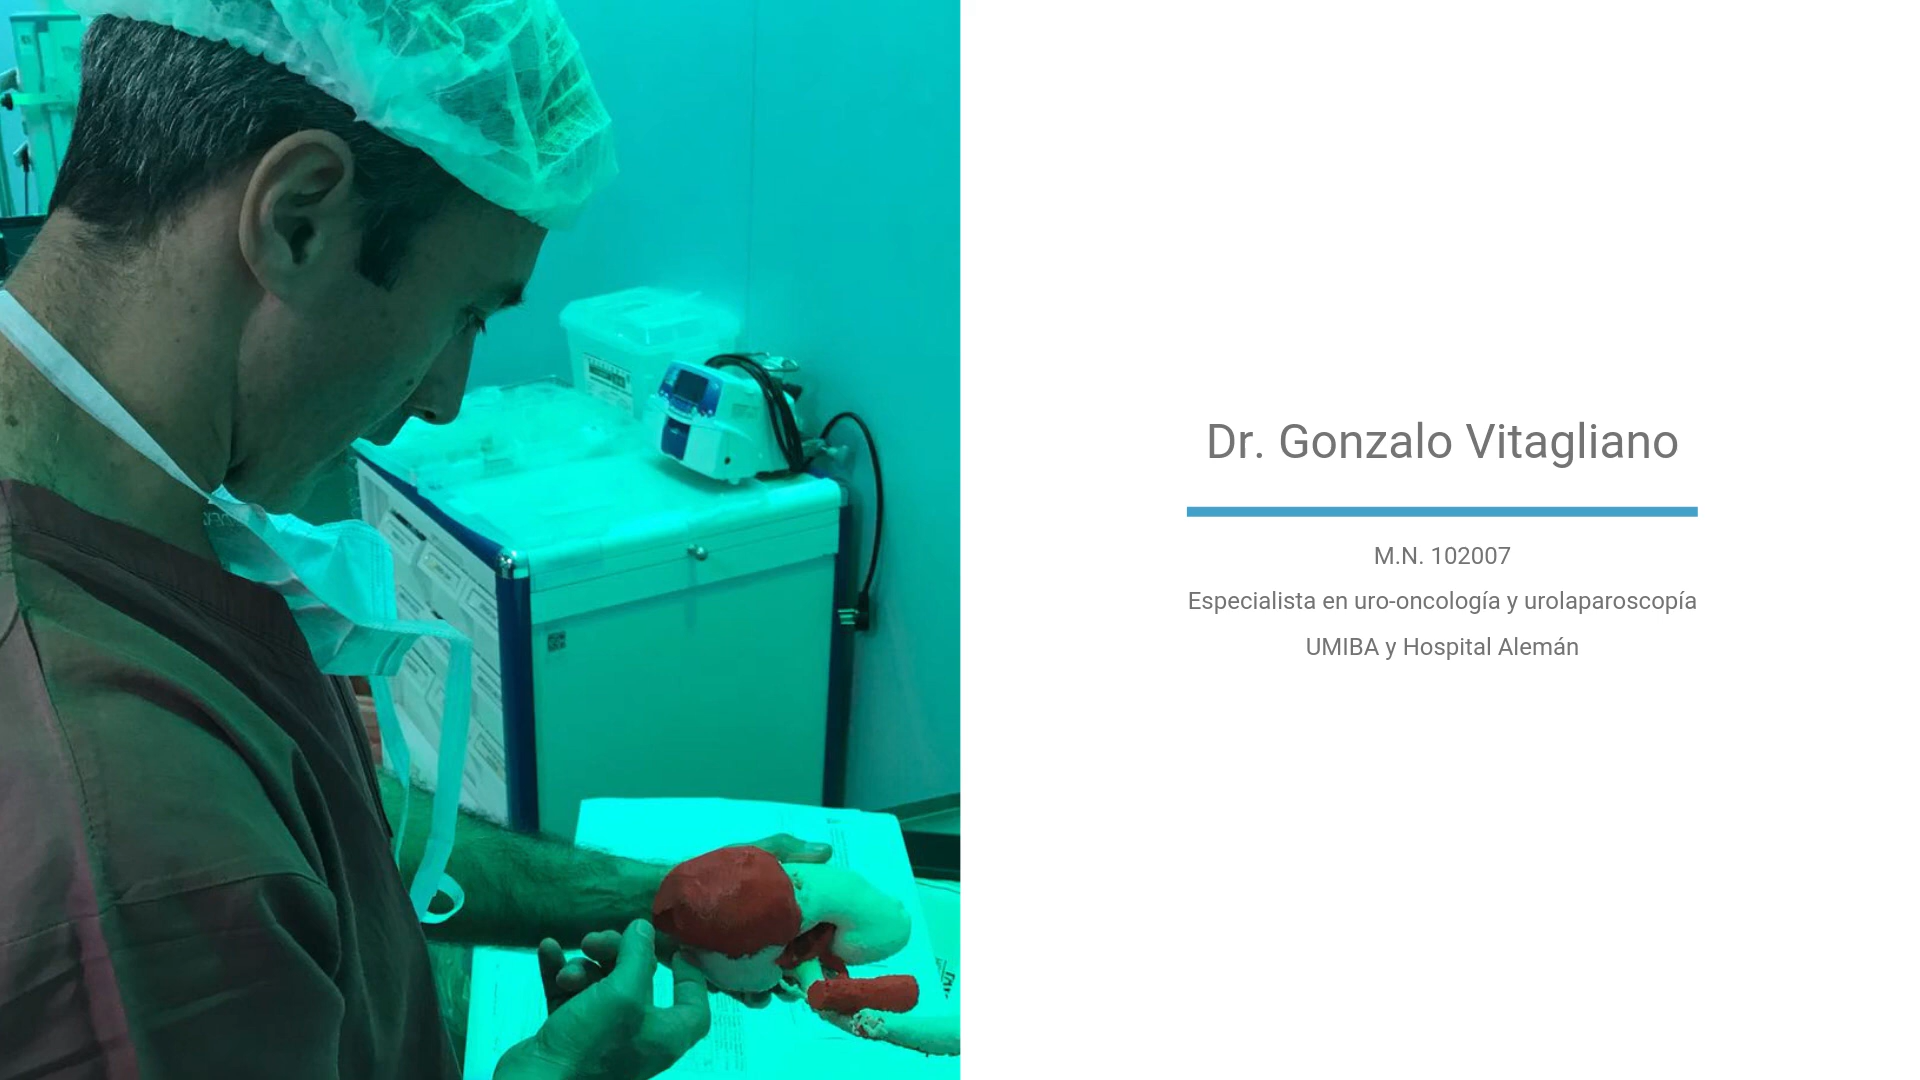 Dr. Gonzalo Vitagliano
M.N. 102007
Especialista en uro-oncología y urolaparoscopía
UMIBA y Hospital Alemán